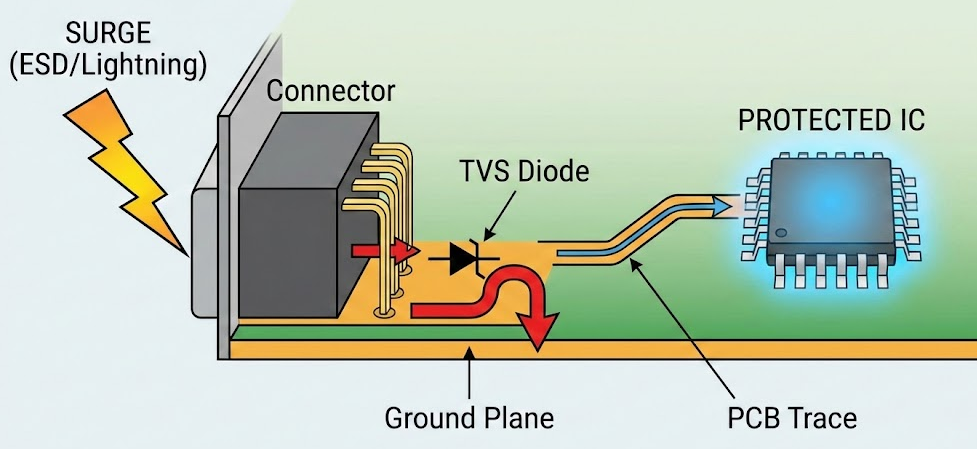 SURGE
(ESD/Lightning)
Connector
TVS Diode
PROTECTED IC
Ground Plane
PCB Trace